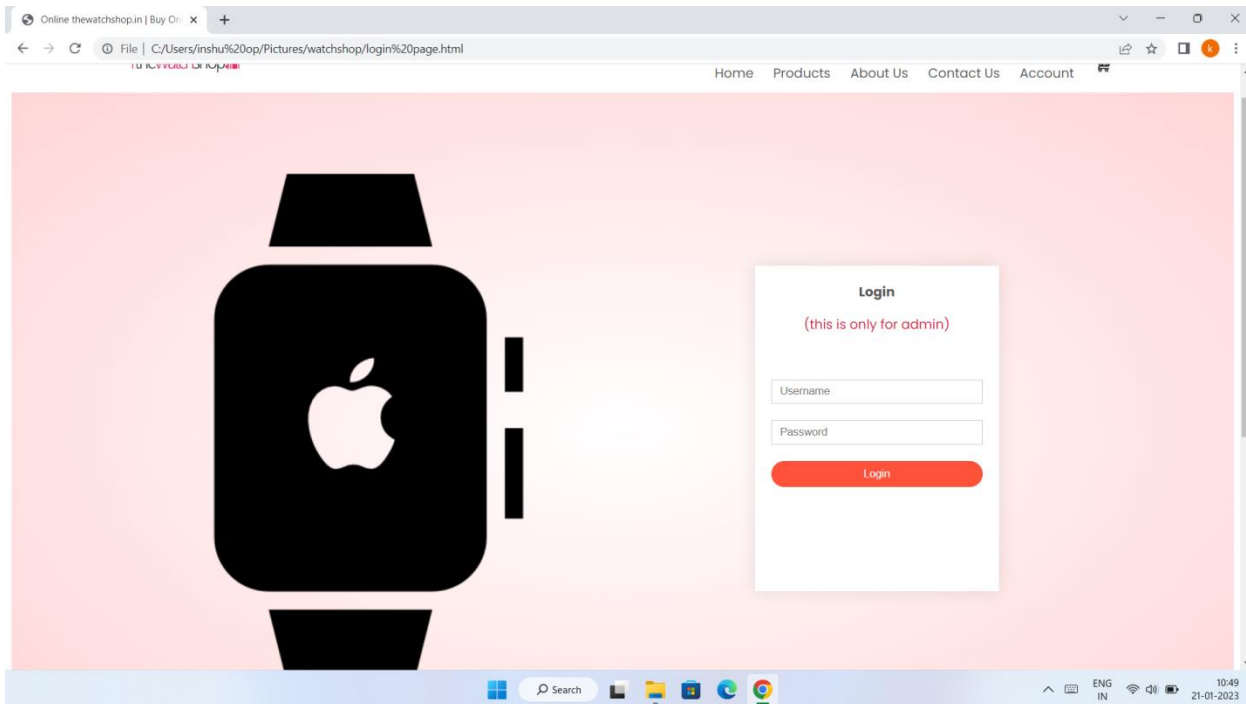 Online thewatchshop.in | Buy On
File | C:/Users/inshu%20op/Pictures/watchshop/login%20page.html
k
Home Products About Us Contact Us Account
Login
(this is only for admin)
Username
Password
Login
Search
ENG
IN
10:49
21-01-2023